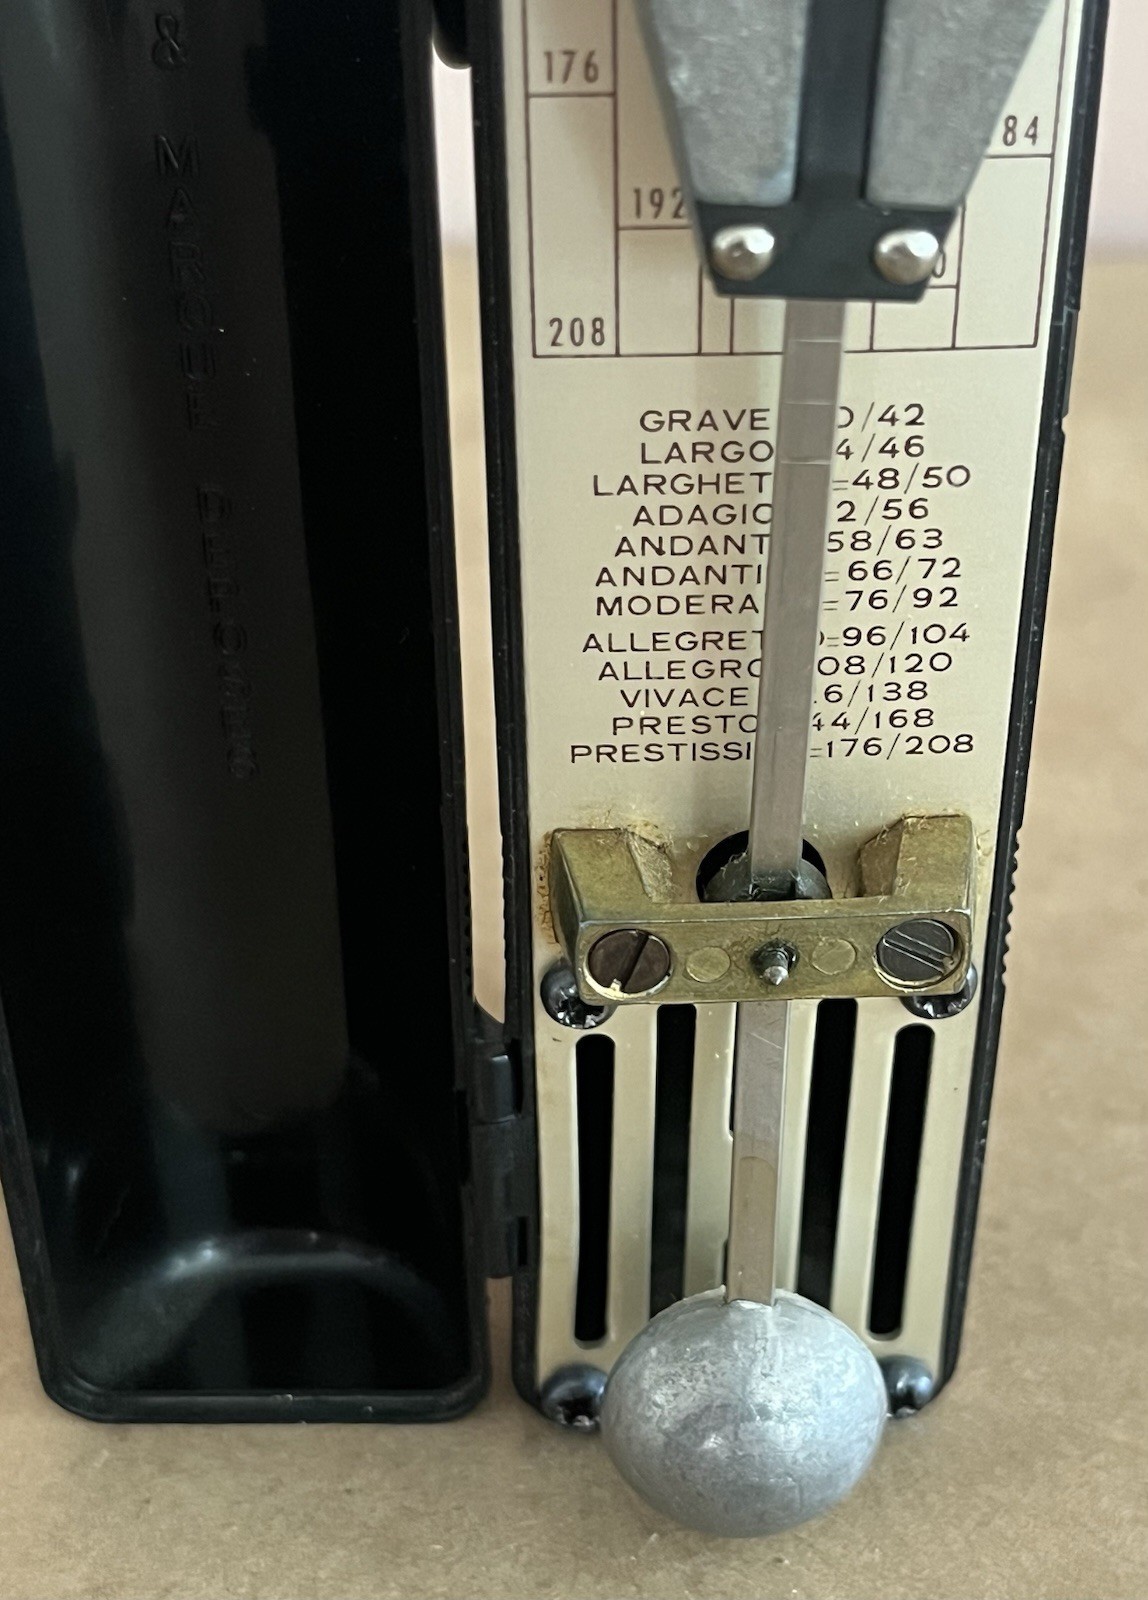 & MARQUE DEPOSÉE
176
84
192
208
GRAVE 0/42
LARGO 4/46
LARGHET =48/50
ADAGIO 2/56
ANDANT 58/63
ANDANTI =66/72
MODERA =76/92
ALLEGRET O=96/104
ALLEGRO 08/120
VIVACE 6/138
PRESTO 44/168
PRESTISSI =176/208